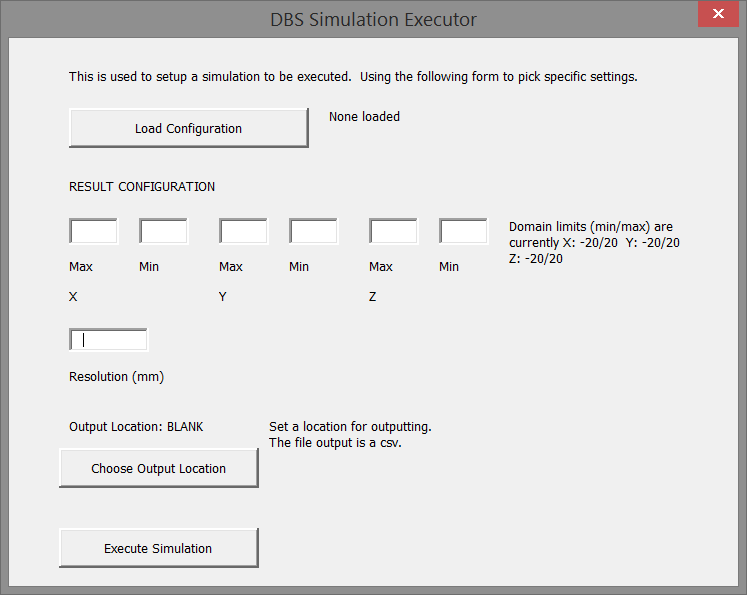 DBS Simulation Executor
This is used to setup a simulation to be executed.  Using the following form to pick specific settings.
Load Configuration
None loaded
RESULT CONFIGURATION
Domain limits (min/max) are
currently X: -20/20  Y: -20/20
Z: -20/20
Max Min Max Min Max Min
X Y Z
Resolution (mm)
Output Location: BLANK
Set a location for outputting.
The file output is a csv.
Choose Output Location
Execute Simulation